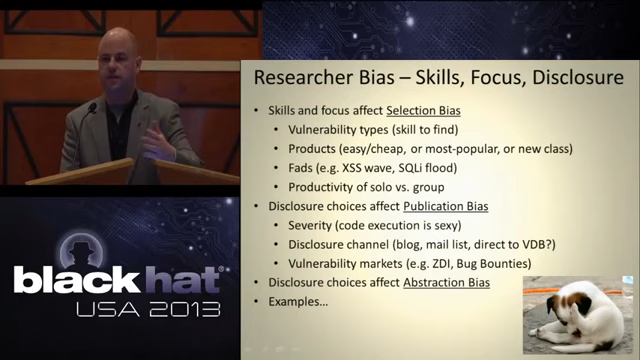 Researcher Bias – Skills, Focus, Disclosure
• Skills and focus affect Selection Bias
• Vulnerability types (skill to find)
• Products (easy/cheap, or most-popular, or new class)
• Fads (e.g. XSS wave, SQLi flood)
• Productivity of solo vs. group
• Disclosure choices affect Publication Bias
• Severity (code execution is sexy)
• Disclosure channel (blog, mail list, direct to VDB?)
• Vulnerability markets (e.g. ZDI, Bug Bounties)
• Disclosure choices affect Abstraction Bias
• Examples…
black hat
USA 2013